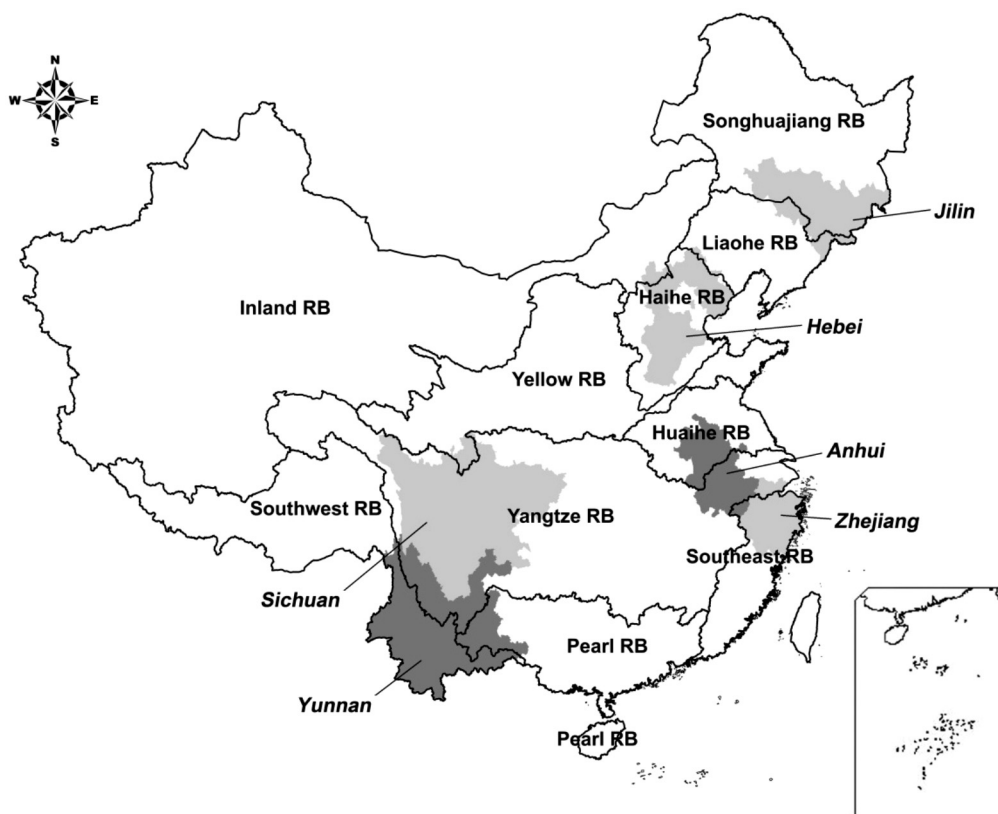 N
W
E
S
Songhuajiang RB
Jilin
Liaohe RB
Haihe RB
Inland RB
Hebei
Yellow RB
Huaihe RB
Anhui
Southwest RB
Yangtze RB
Zhejiang
Southeast RB
Sichuan
Pearl RB
Yunnan
Pearl RB